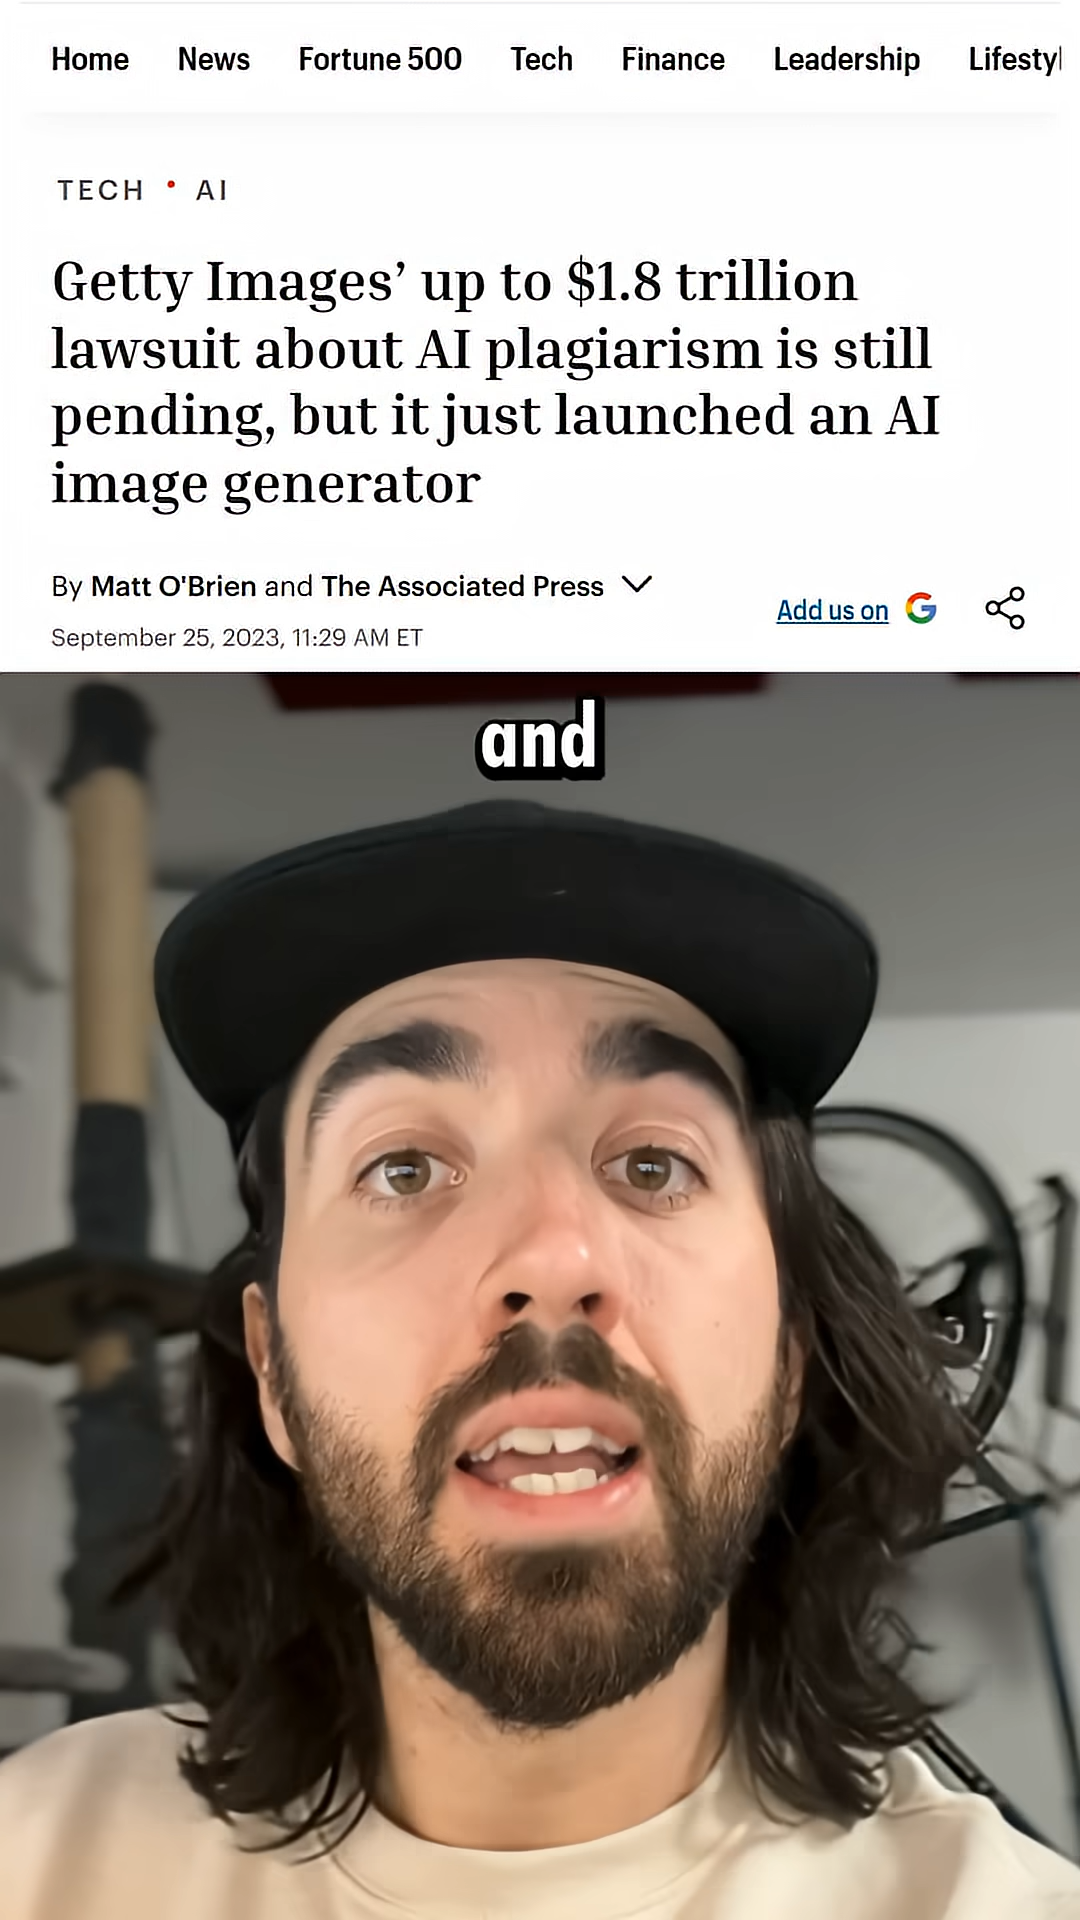 Home News Fortune 500 Tech Finance Leadership Lifestyl
TECH • AI
Getty Images’ up to $1.8 trillion
lawsuit about AI plagiarism is still
pending, but it just launched an AI
image generator
By Matt O'Brien and The Associated Press
Add us on
September 25, 2023, 11:29 AM ET
and